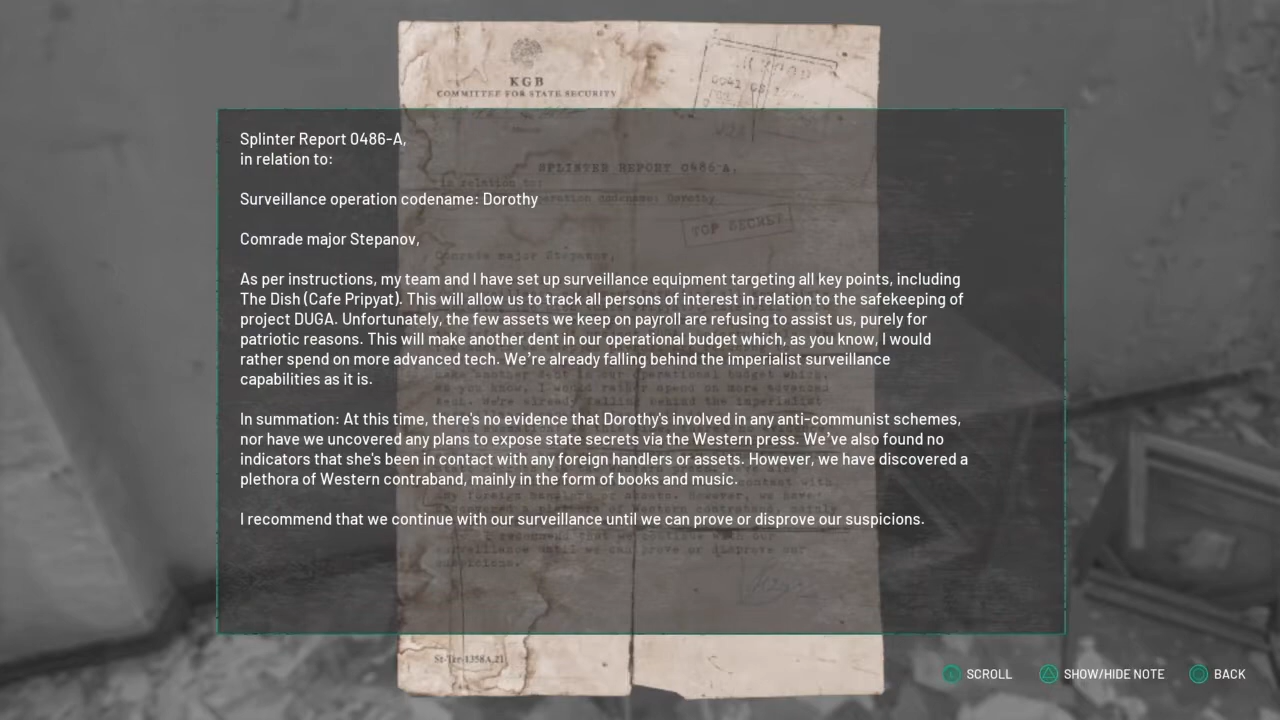 KGB
COMMITTEE FOR STATE SECURITY
Splinter Report 0486-A,
in relation to:
Surveillance operation codename: Dorothy
Comrade major Stepanov,
As per instructions, my team and I have set up surveillance equipment targeting all key points, including
The Dish (Cafe Pripyat). This will allow us to track all persons of interest in relation to the safekeeping of
project DUGA. Unfortunately, the few assets we keep on payroll are refusing to assist us, purely for
patriotic reasons. This will make another dent in our operational budget which, as you know, I would
rather spend on more advanced tech. We're already falling behind the imperialist surveillance
capabilities as it is.
In summation: At this time, there's no evidence that Dorothy's involved in any anti-communist schemes,
nor have we uncovered any plans to expose state secrets via the Western press. We've also found no
indicators that she's been in contact with any foreign handlers or assets. However, we have discovered a
plethora of Western contraband, mainly in the form of books and music.
I recommend that we continue with our surveillance until we can prove or disprove our suspicions.
SPLINTER REPORT 0486-A.
TOP SECRET
St-Ter-1358A.21
SCROLL
SHOW/HIDE NOTE
BACK